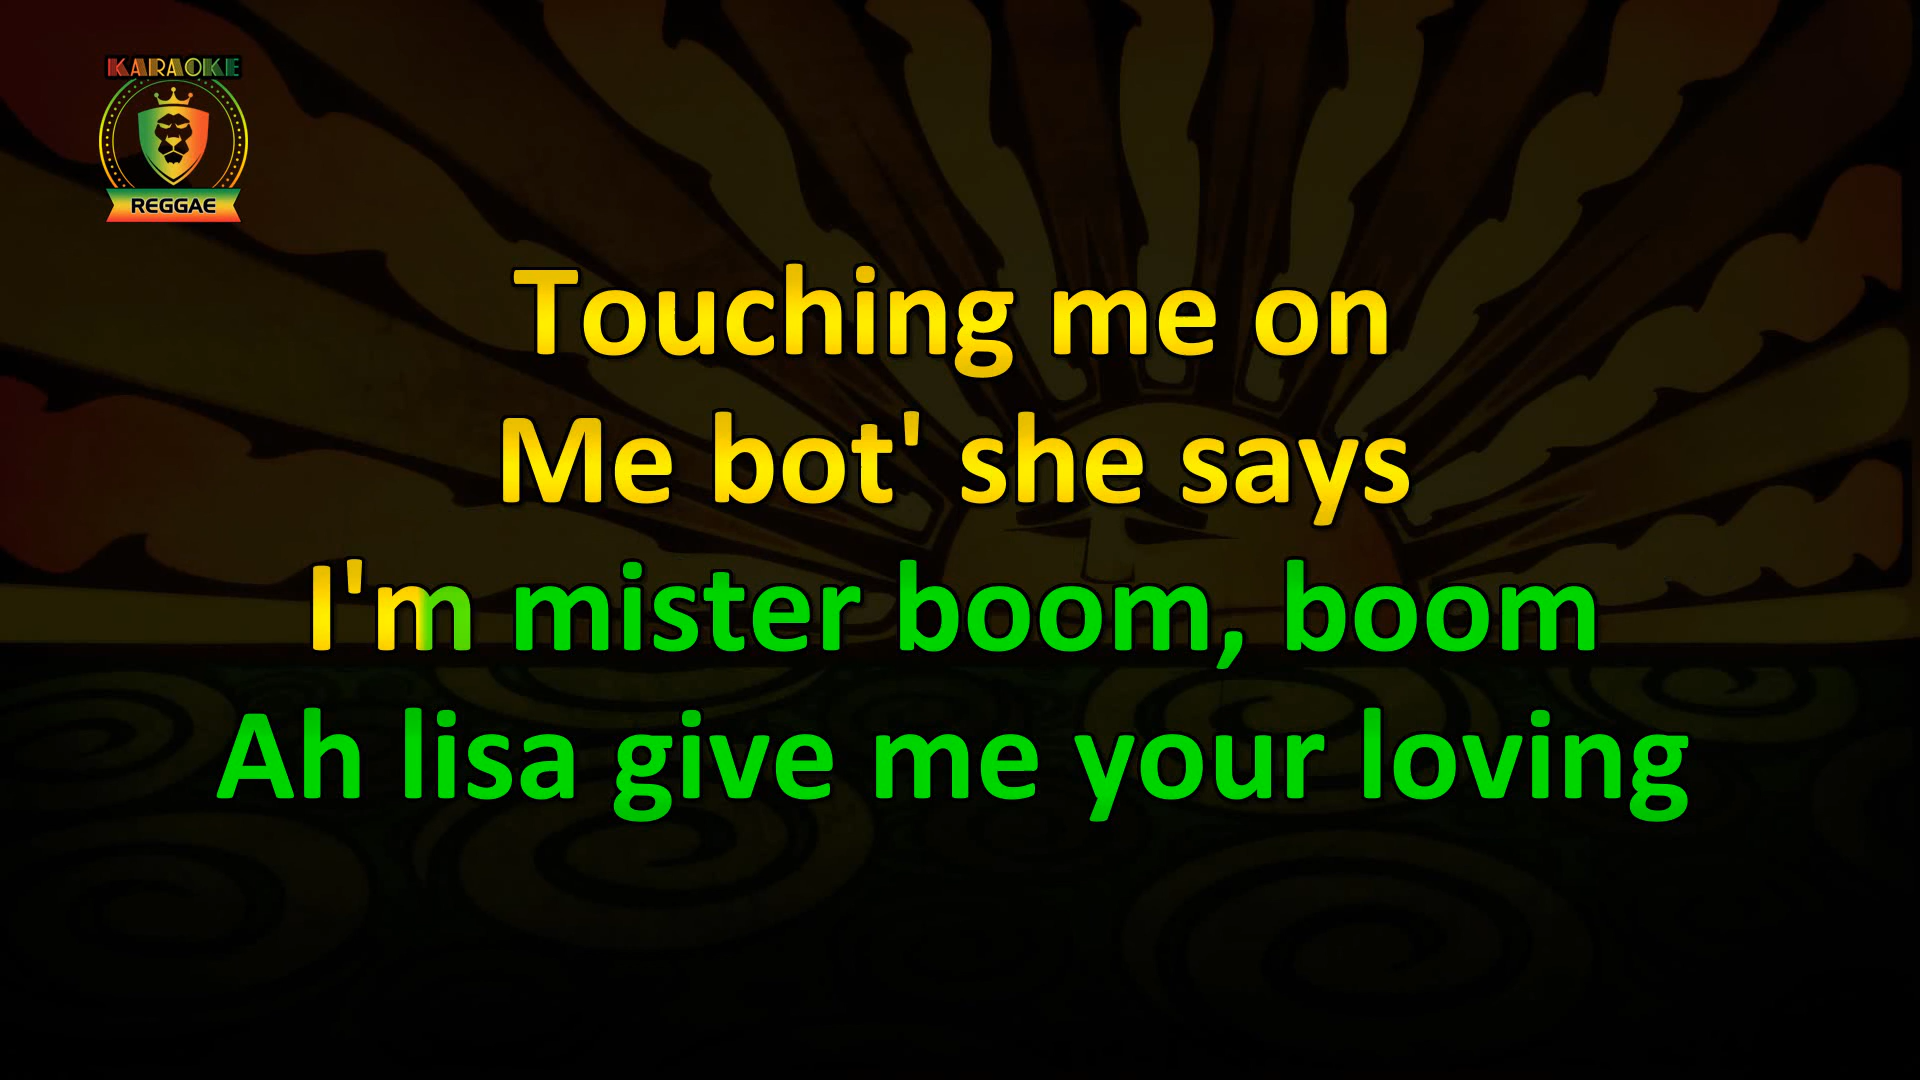 KARAOKE
REGGAE
Touching me on
Me bot' she says
I'm mister boom, boom
Ah lisa give me your loving